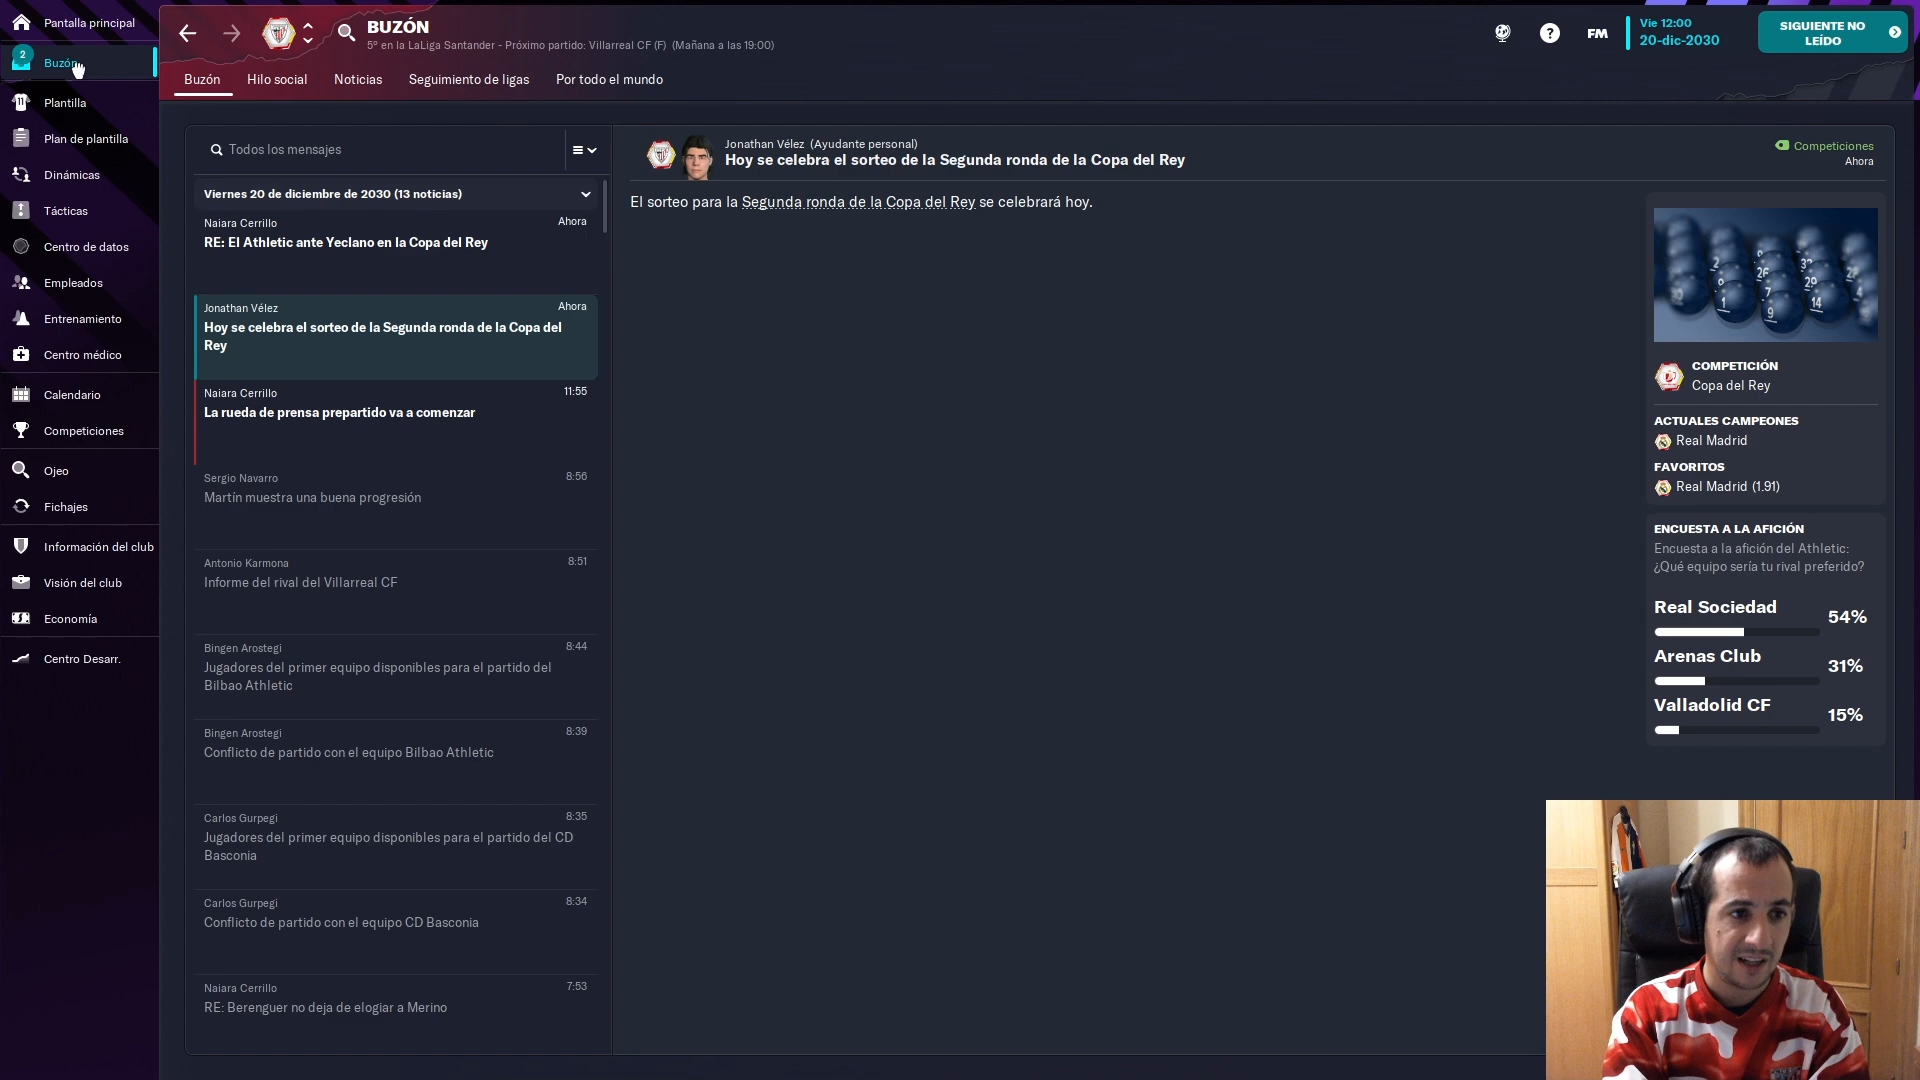 Pantalla principal
2
Buzón
Plantilla
Plan de plantilla
Dinámicas
Tácticas
Centro de datos
Empleados
Entrenamiento
Centro médico
Calendario
Competiciones
Ojeo
Fichajes
Información del club
Visión del club
Economía
Centro Desarr.
BUZÓN
5º en la LaLiga Santander - Próximo partido: Villarreal CF (F) (Mañana a las 19:00)
FM
Vie 12:00
20-dic-2030
SIGUIENTE NO LEÍDO
Buzón
Hilo social
Noticias
Seguimiento de ligas
Por todo el mundo
Todos los mensajes
Viernes 20 de diciembre de 2030 (13 noticias)
Naiara Cerrillo
Ahora
RE: El Athletic ante Yeclano en la Copa del Rey
Jonathan Vélez
Ahora
Hoy se celebra el sorteo de la Segunda ronda de la Copa del
Rey
Naiara Cerrillo
11:55
La rueda de prensa prepartido va a comenzar
Sergio Navarro
8:56
Martín muestra una buena progresión
Antonio Karmona
8:51
Informe del rival del Villarreal CF
Bingen Arostegi
8:44
Jugadores del primer equipo disponibles para el partido del
Bilbao Athletic
Bingen Arostegi
8:39
Conflicto de partido con el equipo Bilbao Athletic
Carlos Gurpegi
8:35
Jugadores del primer equipo disponibles para el partido del CD
Basconia
Carlos Gurpegi
8:34
Conflicto de partido con el equipo CD Basconia
Naiara Cerrillo
7:53
RE: Berenguer no deja de elogiar a Merino
Jonathan Vélez (Ayudante personal)
Hoy se celebra el sorteo de la Segunda ronda de la Copa del Rey
Competiciones
Ahora
El sorteo para la Segunda ronda de la Copa del Rey se celebrará hoy.
COMPETICIÓN
Copa del Rey
ACTUALES CAMPEONES
Real Madrid
FAVORITOS
Real Madrid (1.91)
ENCUESTA A LA AFICIÓN
Encuesta a la afición del Athletic:
¿Qué equipo sería tu rival preferido?
Real Sociedad
54%
Arenas Club
31%
Valladolid CF
15%